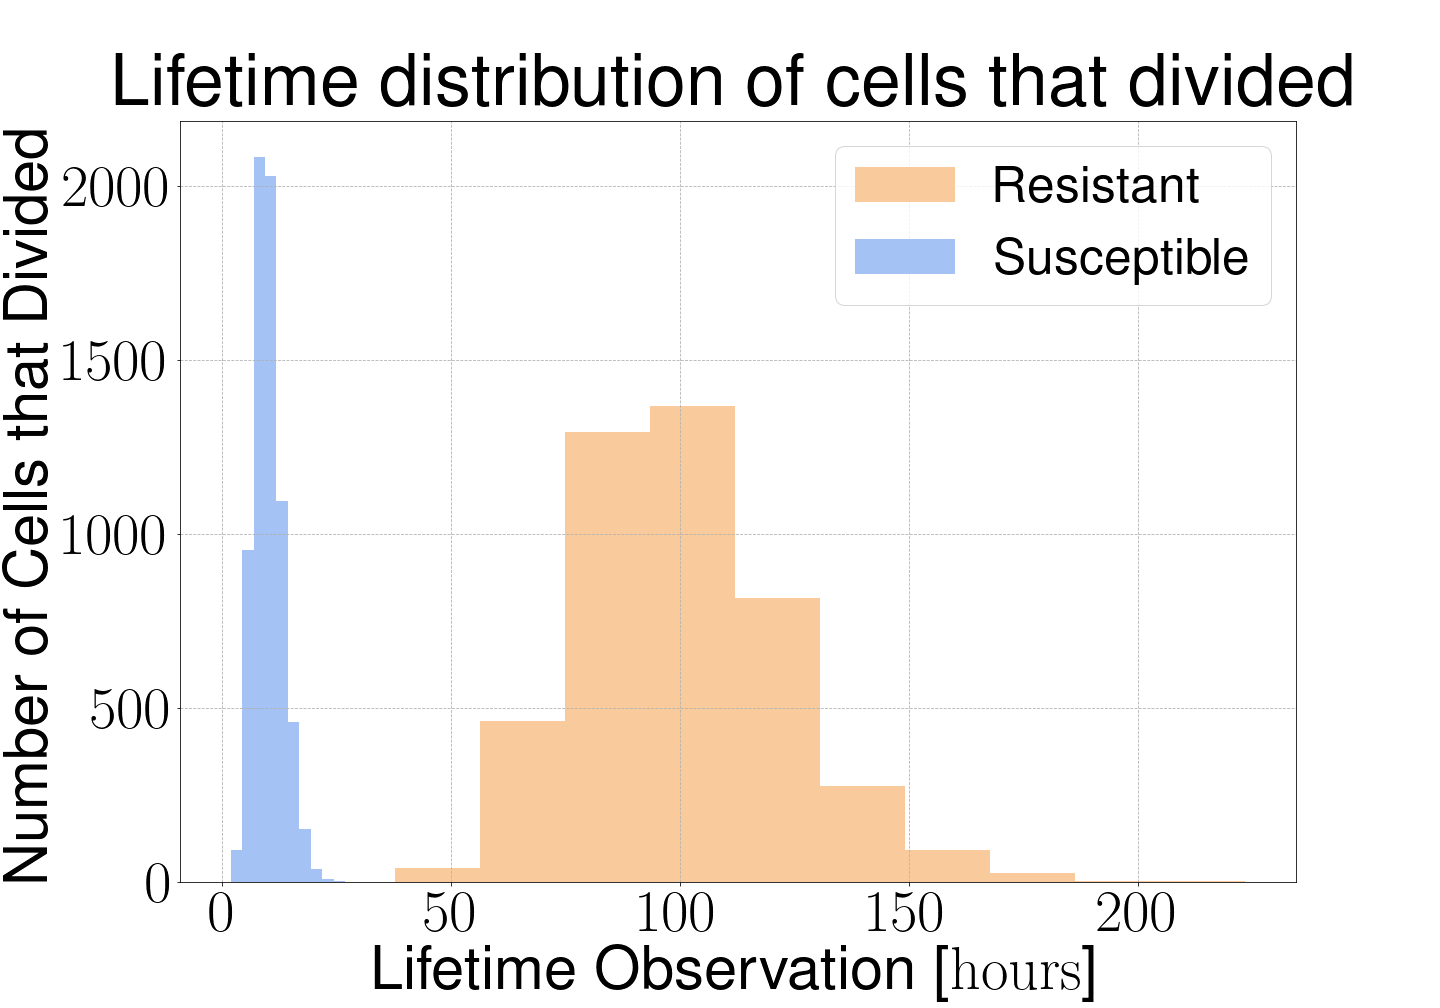 Lifetime distribution of cells that divided
Number of Cells that Divided
2000
1500
1000
500
0
Resistant
Susceptible
0 50 100 150 200
Lifetime Observation [hours]